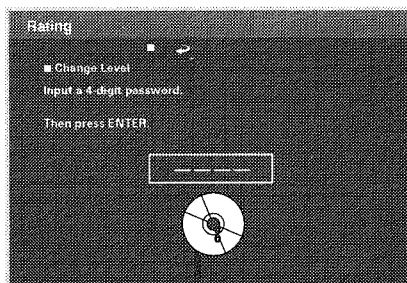 Rating
■ Change Level
Input a 4-digit password.
Then press ENTER.
_ _ _ _